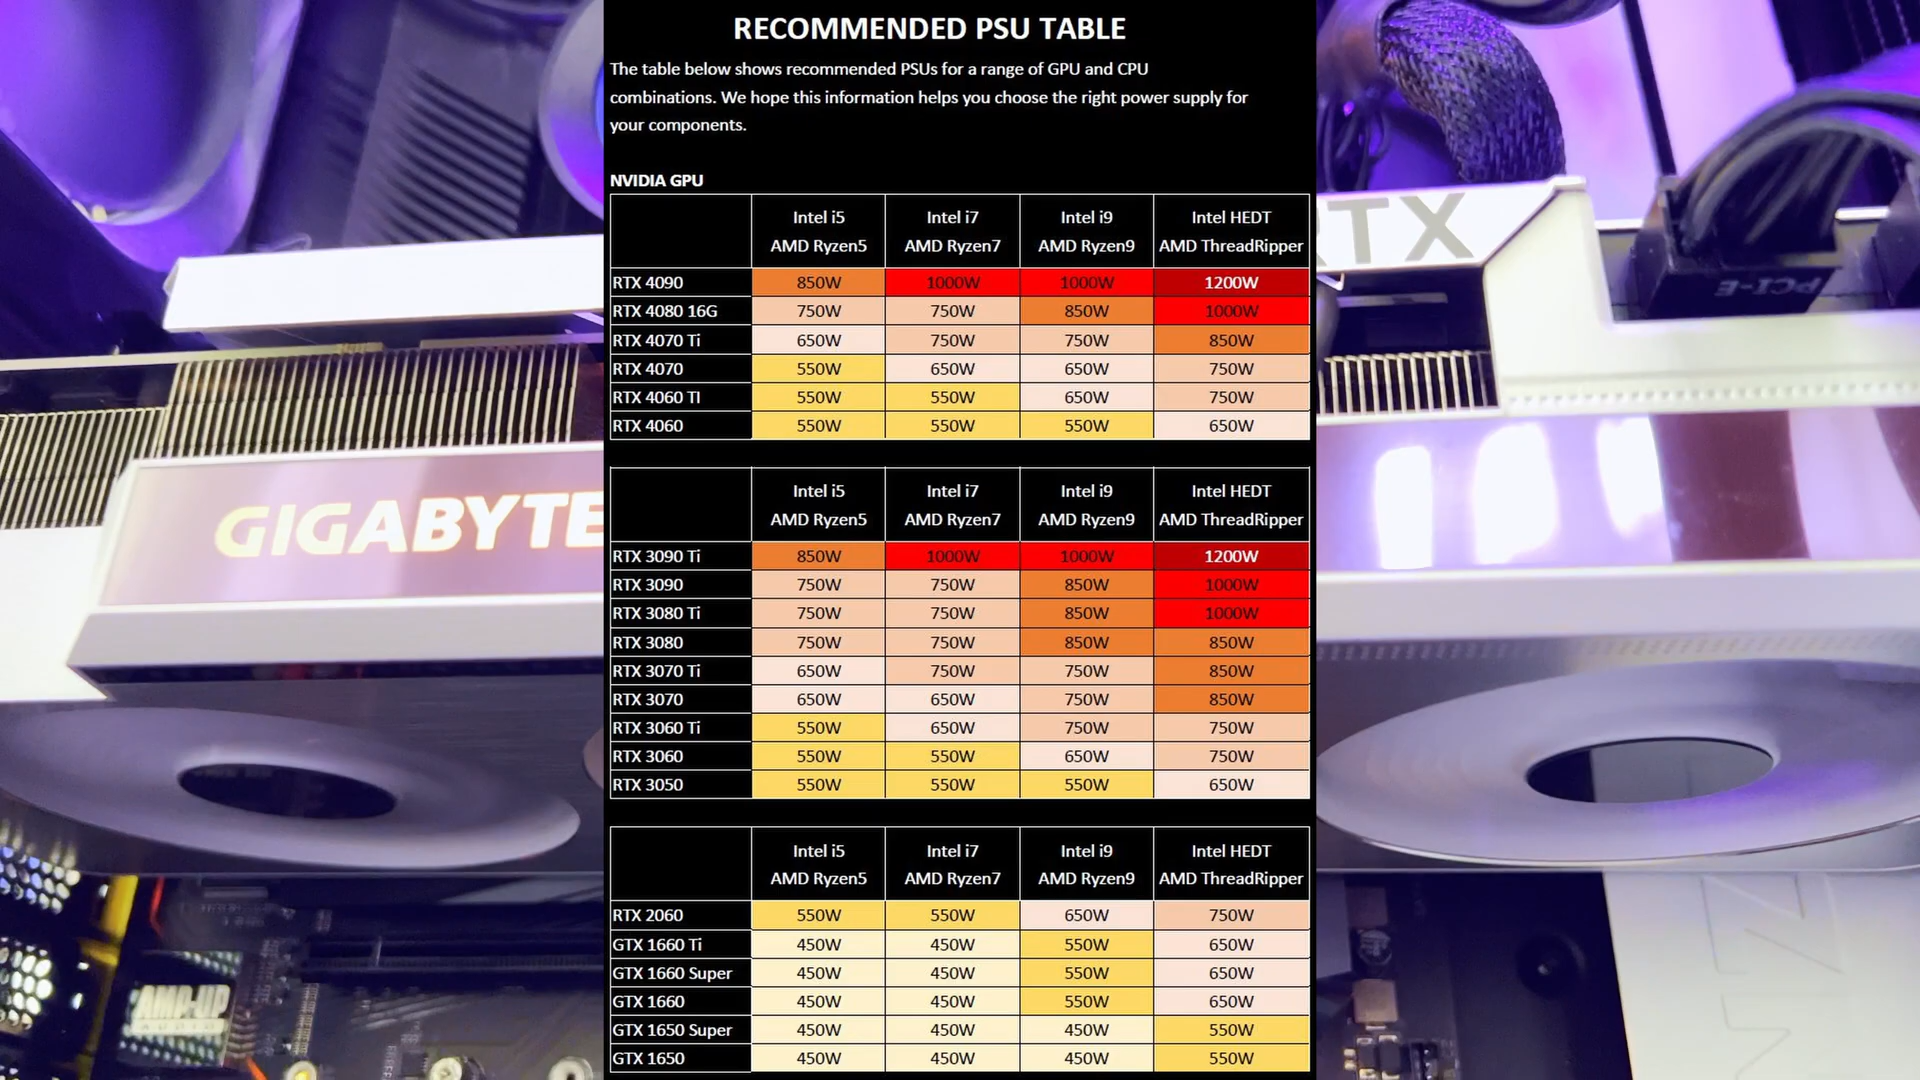 RECOMMENDED PSU TABLE
The table below shows recommended PSUs for a range of GPU and CPU
combinations. We hope this information helps you choose the right power supply for
your components.
NVIDIA GPU
Intel i5 Intel i7 Intel i9 Intel HEDT
AMD Ryzen5 AMD Ryzen7 AMD Ryzen9 AMD ThreadRipper
RTX 4090 850W 1000W 1000W 1200W
RTX 4080 16G 750W 750W 850W 1000W
RTX 4070 Ti 650W 750W 750W 850W
RTX 4070 550W 650W 650W 750W
RTX 4060 TI 550W 550W 650W 750W
RTX 4060 550W 550W 550W 650W
Intel i5 Intel i7 Intel i9 Intel HEDT
AMD Ryzen5 AMD Ryzen7 AMD Ryzen9 AMD ThreadRipper
RTX 3090 Ti 850W 1000W 1000W 1200W
RTX 3090 750W 750W 850W 1000W
RTX 3080 Ti 750W 750W 850W 1000W
RTX 3080 750W 750W 850W 850W
RTX 3070 Ti 650W 750W 750W 850W
RTX 3070 650W 650W 750W 850W
RTX 3060 Ti 550W 650W 750W 750W
RTX 3060 550W 550W 650W 750W
RTX 3050 550W 550W 550W 650W
Intel i5 Intel i7 Intel i9 Intel HEDT
AMD Ryzen5 AMD Ryzen7 AMD Ryzen9 AMD ThreadRipper
RTX 2060 550W 550W 650W 750W
GTX 1660 Ti 450W 450W 550W 650W
GTX 1660 Super 450W 450W 550W 650W
GTX 1660 450W 450W 550W 650W
GTX 1650 Super 450W 450W 450W 550W
GTX 1650 450W 450W 450W 550W
GIGABYTE
AMP-UP
AUDIO
RTX
PCI-E